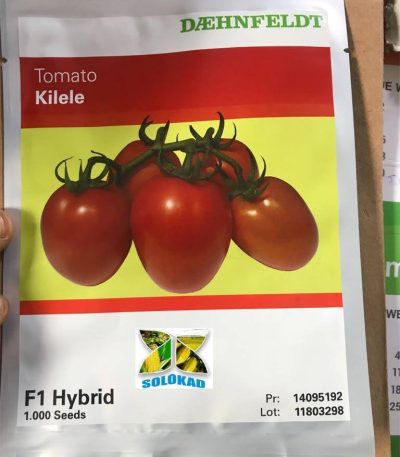 DÆHNFELDT
Tomato
Kilele
SOLOKAD
F1 Hybrid
1.000 Seeds
Pr: 14095192
Lot: 11803298